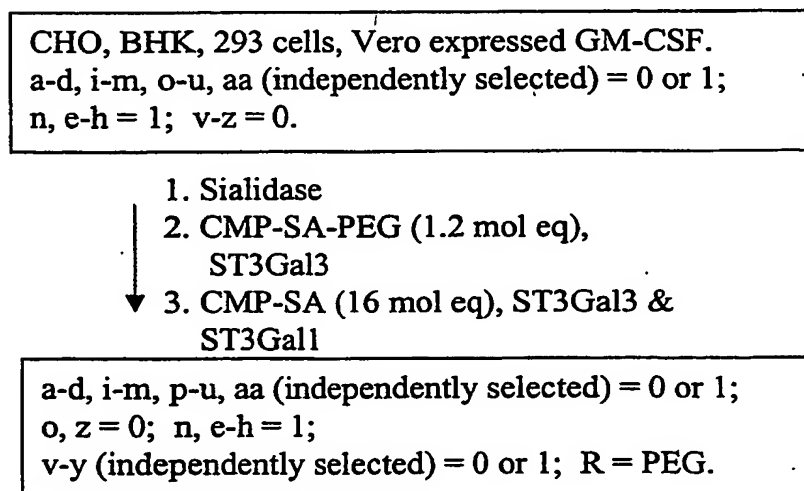 CHO, BHK, 293 cells, Vero expressed GM-CSF.
a-d, i-m, o-u, aa (independently selected) = 0 or 1;
n, e-h = 1; v-z = 0.
1. Sialidase
2. CMP-SA-PEG (1.2 mol eq),
ST3Gal3
3. CMP-SA (16 mol eq), ST3Gal3 &
ST3Gal1
a-d, i-m, p-u, aa (independently selected) = 0 or 1;
o, z = 0; n, e-h = 1;
v-y (independently selected) = 0 or 1; R = PEG.